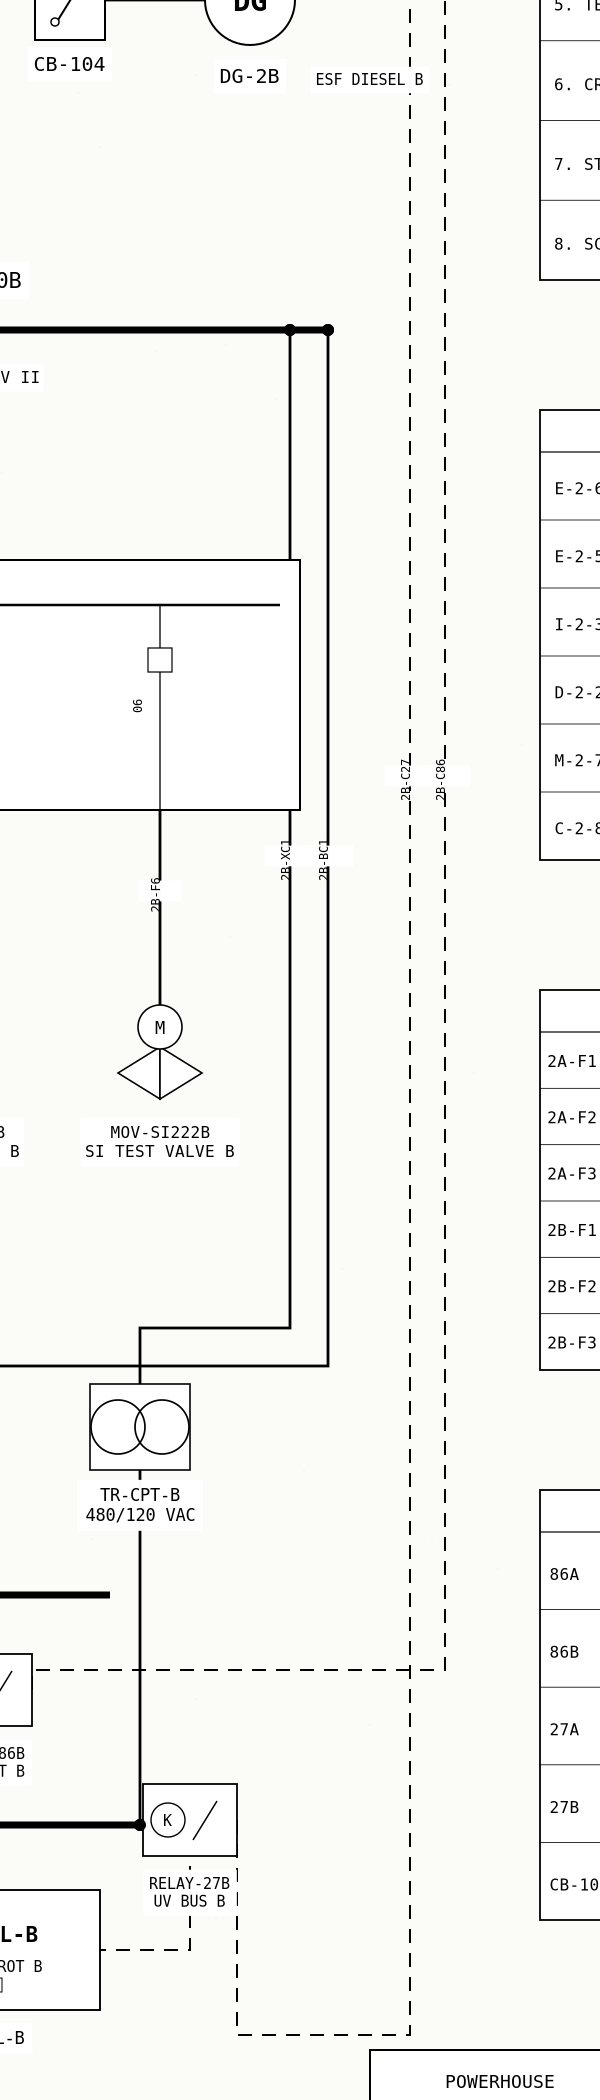 DG
CB-104
DG-2B
ESF DIESEL B
5. TE
6. CR
7. ST
8. SC
0B
V II
06
2B-F6
2B-XC1
2B-BC1
2B-C27
2B-C86
M
MOV-SI222B
SI TEST VALVE B
B
B
TR-CPT-B
480/120 VAC
86B
T B
K
RELAY-27B
UV BUS B
L-B
ROT B
L-B
E-2-6
E-2-5
I-2-3
D-2-2
M-2-7
C-2-8
2A-F1
2A-F2
2A-F3
2B-F1
2B-F2
2B-F3
86A
86B
27A
27B
CB-10
POWERHOUSE